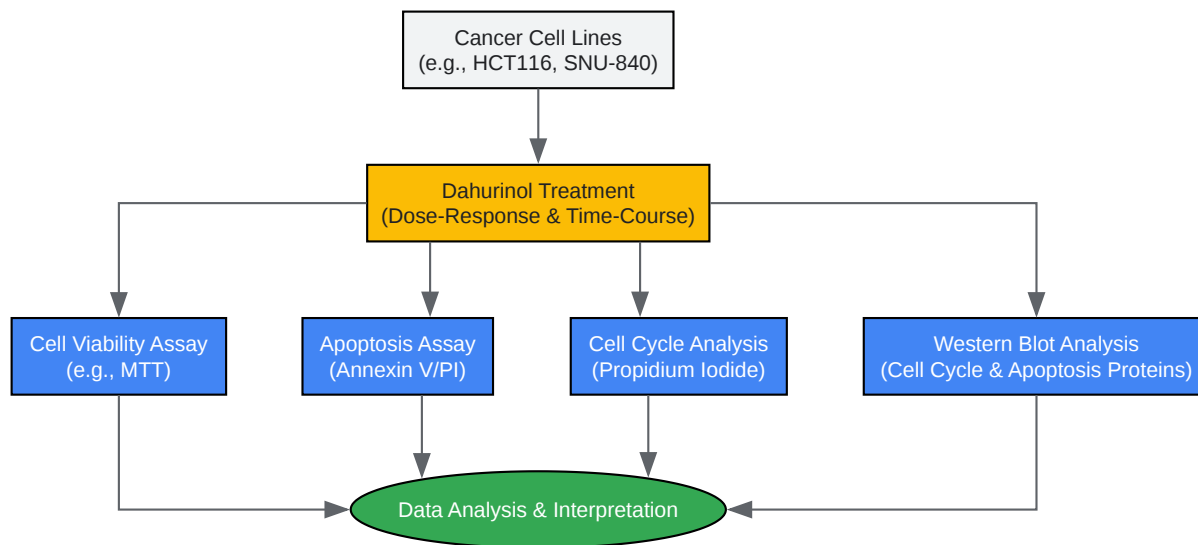 Cancer Cell Lines
(e.g., HCT116, SNU-840)
Dahurinol Treatment
(Dose-Response & Time-Course)
Cell Viability Assay
(e.g., MTT)
Apoptosis Assay
(Annexin V/PI)
Cell Cycle Analysis
(Propidium Iodide)
Western Blot Analysis
(Cell Cycle & Apoptosis Proteins)
Data Analysis & Interpretation